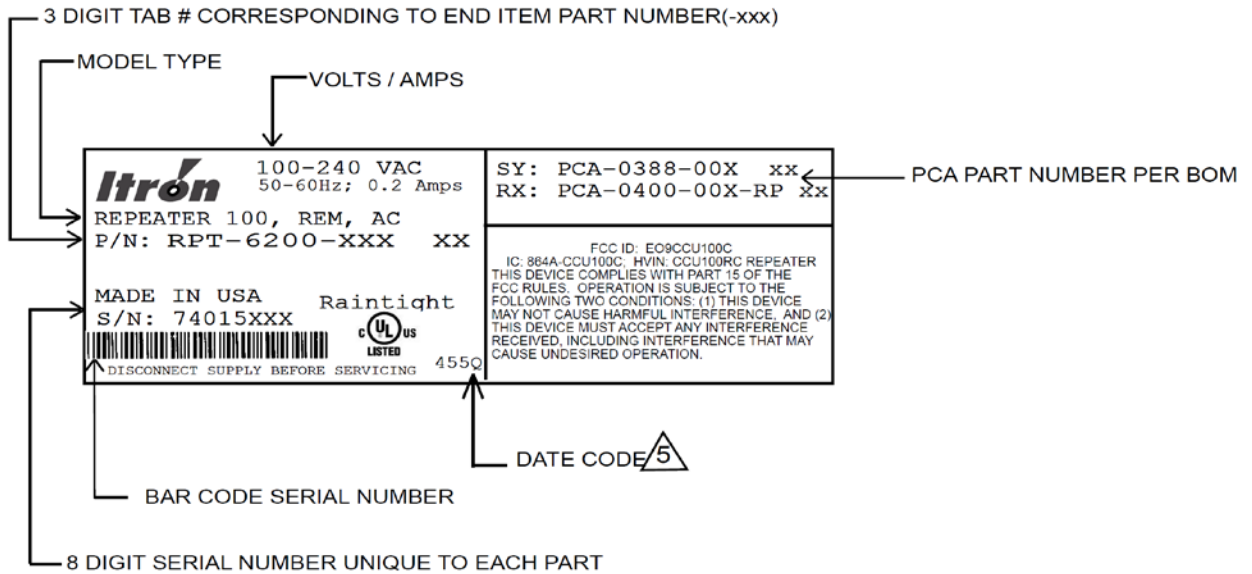 3 DIGIT TAB # CORRESPONDING TO END ITEM PART NUMBER(-xxx)
MODEL TYPE
VOLTS / AMPS
Itron
100-240 VAC
50-60Hz; 0.2 Amps
REPEATER 100, REM, AC
P/N: RPT-6200-XXX XX
MADE IN USA
Raintight
S/N: 74015XXX
C UL US
LISTED
DISCONNECT SUPPLY BEFORE SERVICING
455Q
SY: PCA-0388-00X xx
RX: PCA-0400-00X-RP xx
PCA PART NUMBER PER BOM
FCC ID: EO9CCU100C
IC: 864A-CCU100C; HVIN: CCU100RC REPEATER
THIS DEVICE COMPLIES WITH PART 15 OF THE
FCC RULES. OPERATION IS SUBJECT TO THE
FOLLOWING TWO CONDITIONS: (1) THIS DEVICE
MAY NOT CAUSE HARMFUL INTERFERENCE, AND (2)
THIS DEVICE MUST ACCEPT ANY INTERFERENCE
RECEIVED, INCLUDING INTERFERENCE THAT MAY
CAUSE UNDESIRED OPERATION.
DATE CODE 5
BAR CODE SERIAL NUMBER
8 DIGIT SERIAL NUMBER UNIQUE TO EACH PART